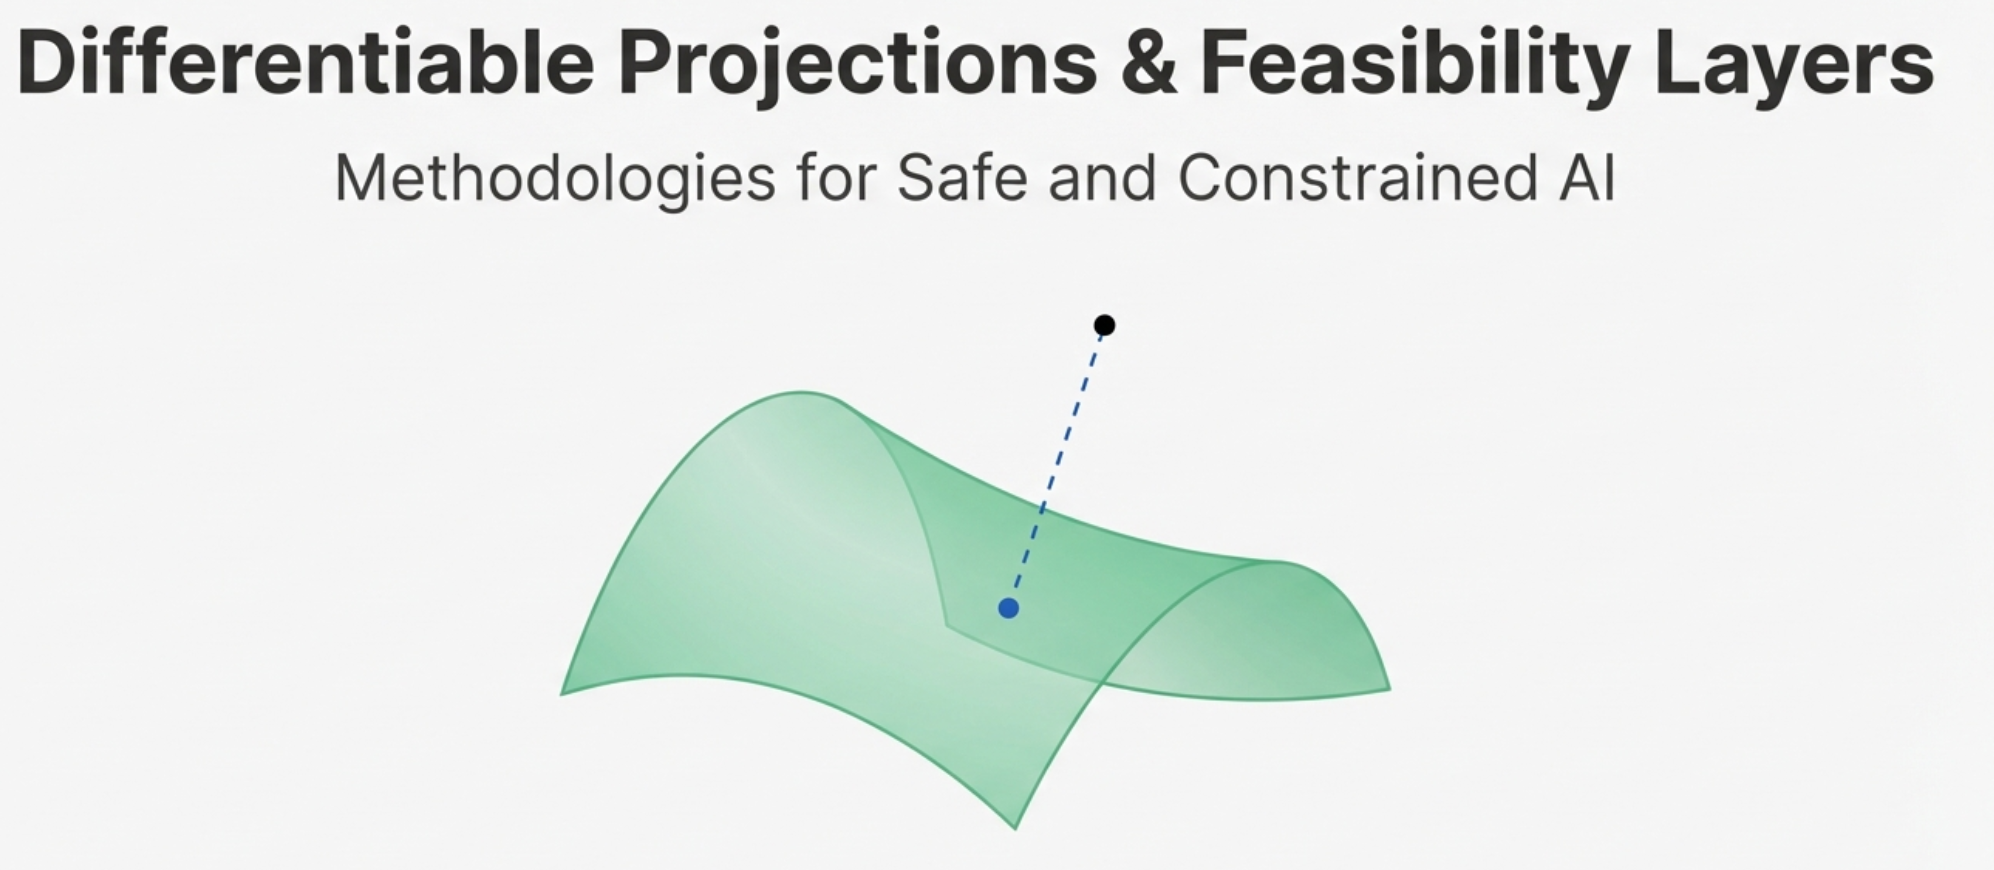 Differentiable Projections & Feasibility Layers
Methodologies for Safe and Constrained AI